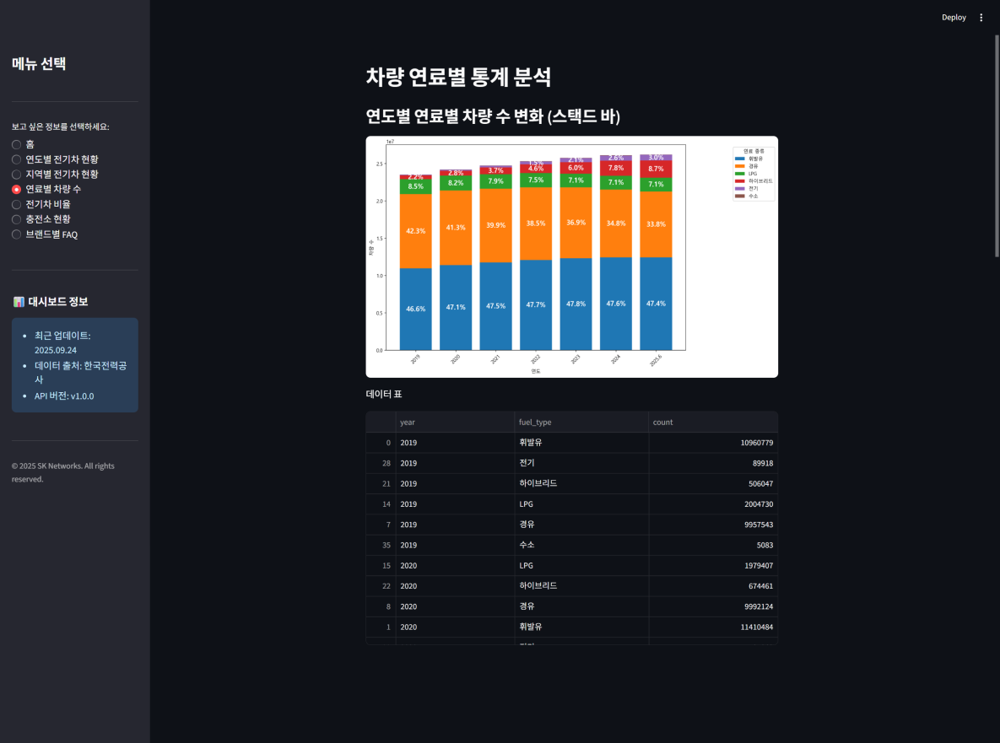 Deploy
메뉴 선택
보고 싶은 정보를 선택하세요:
홈
연도별 전기차 현황
지역별 전기차 현황
연료별 차량 수
전기차 비율
충전소 현황
브랜드별 FAQ
📊 대시보드 정보
최근 업데이트:
2025.09.24
데이터 출처: 한국전력공
사
API 버전: v1.0.0
© 2025 SK Networks. All rights
reserved.
차량 연료별 통계 분석
연도별 연료별 차량 수 변화 (스택드 바)
1e7
2.5
2.0
1.5
1.0
0.5
0.0
차량 수
2.2% 2.8% 3.7% 1.5% 4.6% 2.1% 6.0% 2.6% 7.8% 3.0% 8.7%
8.5% 8.2% 7.9% 7.5% 7.1% 7.1% 7.1%
42.3% 41.3% 39.9% 38.5% 36.9% 34.8% 33.8%
46.6% 47.1% 47.5% 47.7% 47.8% 47.6% 47.4%
2019 2020 2021 2022 2023 2024 2025.6
연도
연료 종류
휘발유
경유
LPG
하이브리드
전기
수소
데이터 표
year fuel_type count
0 2019 휘발유 10960779
28 2019 전기 89918
21 2019 하이브리드 506047
14 2019 LPG 2004730
7 2019 경유 9957543
35 2019 수소 5083
15 2020 LPG 1979407
22 2020 하이브리드 674461
8 2020 경유 9992124
1 2020 휘발유 11410484